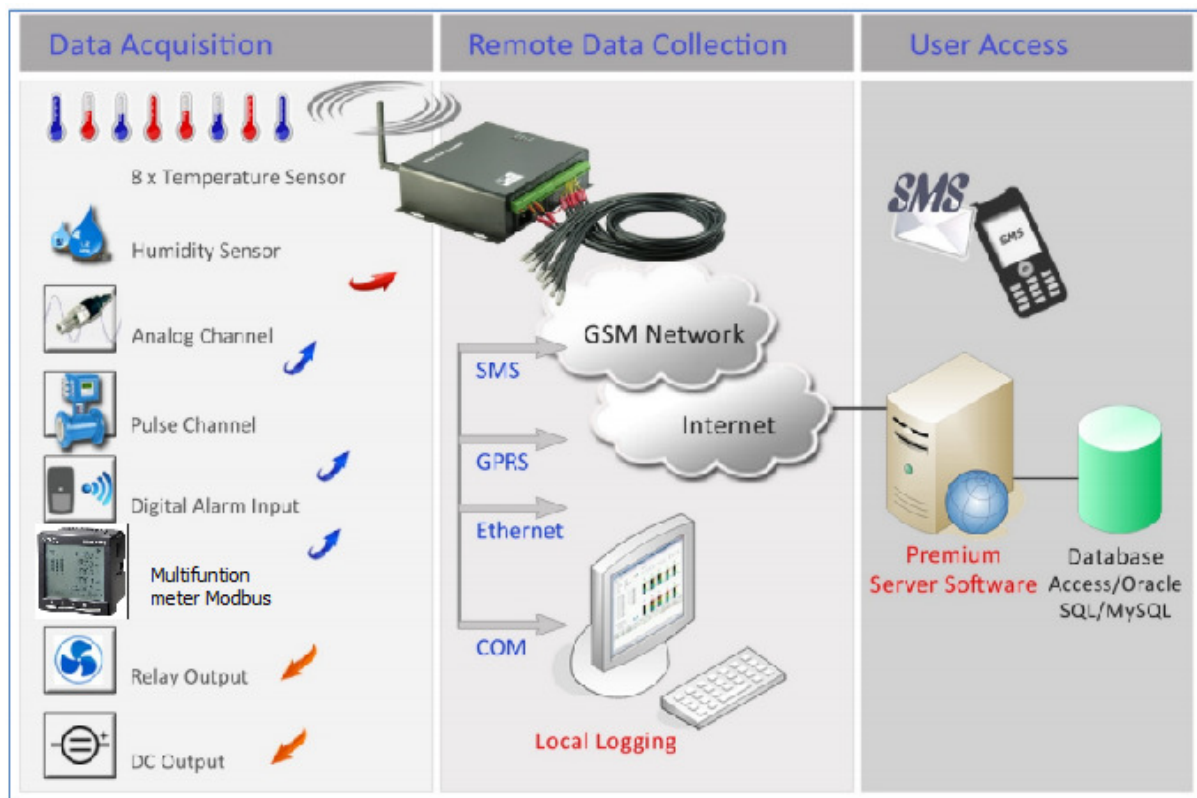 Data Acquisition
Remote Data Collection
User Access
8 x Temperature Sensor
Humidity Sensor
Analog Channel
Pulse Channel
Digital Alarm Input
Multifuntion
meter Modbus
Relay Output
DC Output
GSM Network
Internet
SMS
GPRS
Ethernet
COM
Local Logging
SMS
SMS
Premium
Server Software
Database
Access/Oracle
SQL/MySQL